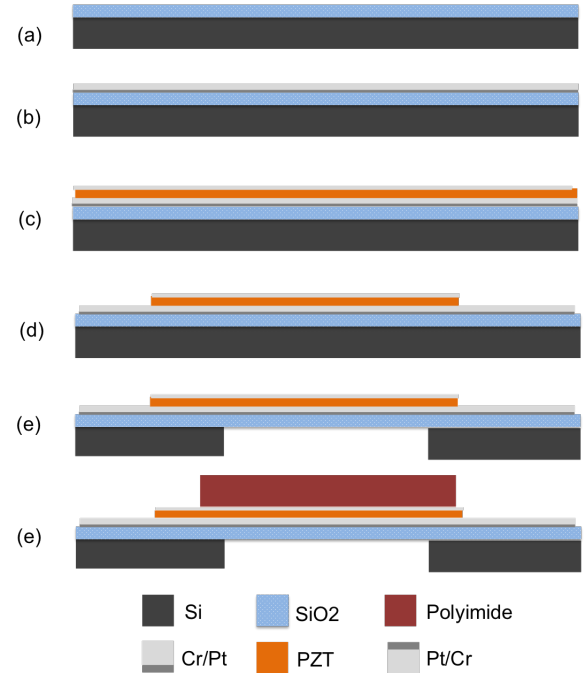 (a)
(b)
(c)
(d)
(e)
(e)
Si SiO2 Polyimide
Cr/Pt PZT Pt/Cr